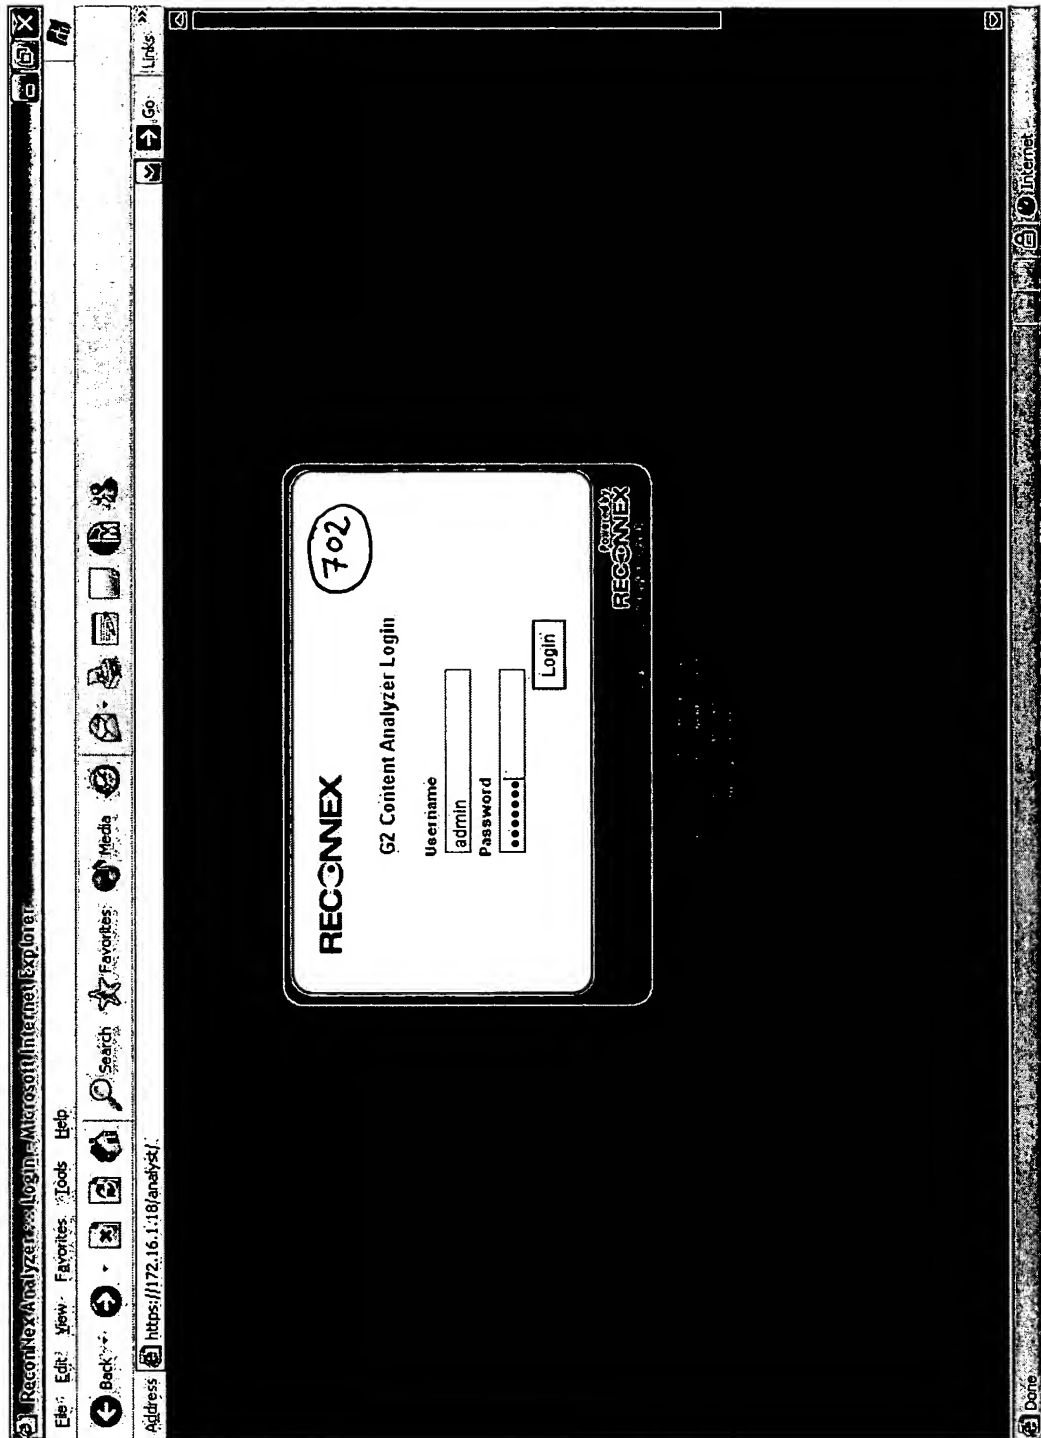 ReconNex Analyzer >> Login - Microsoft Internet Explorer
File Edit View Favorites Tools Help
Back Search Favorites Media
Address https://172.16.1.18/analyst/ Go Links »
RECONNEX
702
G2 Content Analyzer Login
Username
admin
Password
•••••••
Login
Powered by
RECONNEX
Done Internet